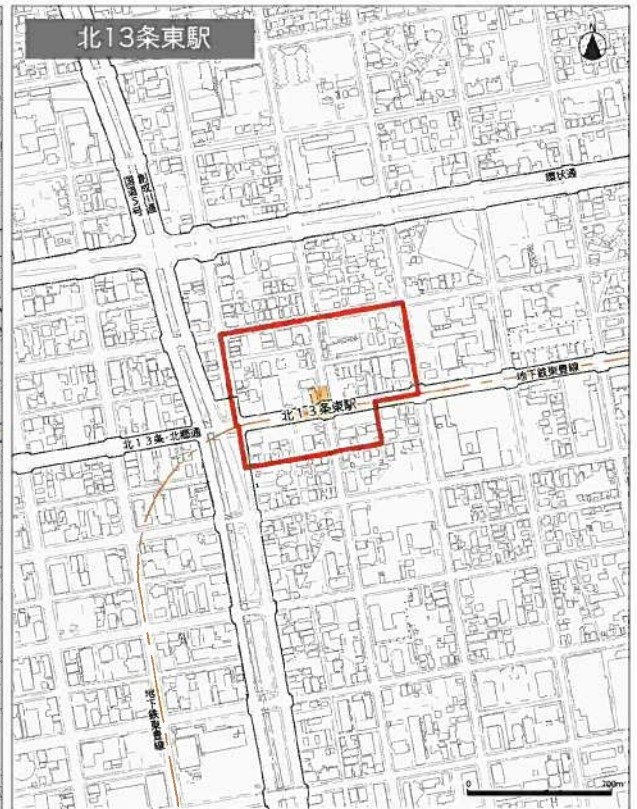 北13条東駅
N
創成川通
国道5号
環状通
地下鉄東豊線
北13条東駅
北13条・北郷通
地下鉄東豊線
0 200m